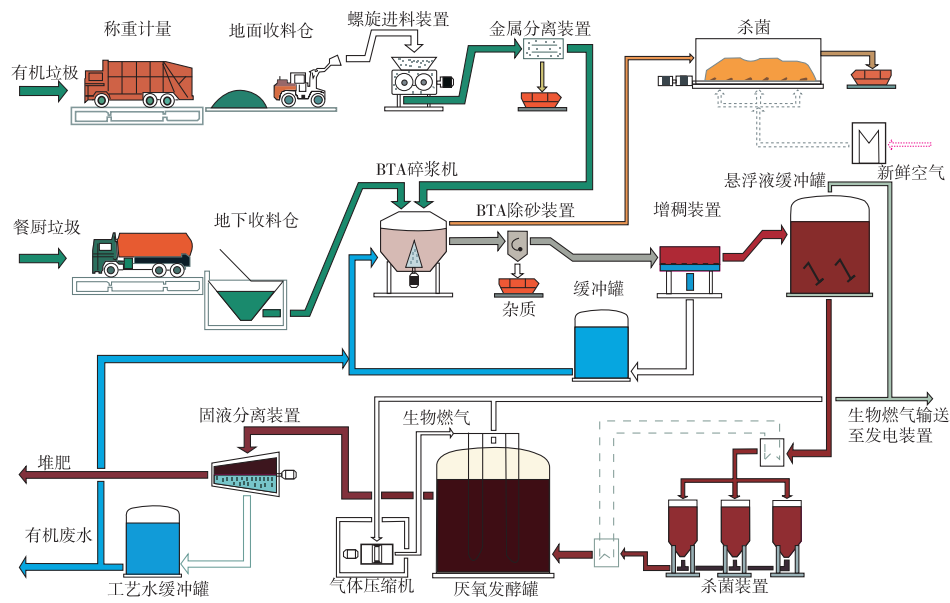 称重计量
地面收料仓
螺旋进料装置
金属分离装置
杀菌
有机垃极
新鲜空气
BTA碎浆机
悬浮液缓冲罐
餐厨垃圾
地下收料仓
BTA除砂装置
增稠装置
缓冲罐
杂质
固液分离装置
生物燃气
生物燃气输送
至发电装置
堆肥
有机废水
工艺水缓冲罐
气体压缩机
厌氧发酵罐
杀菌装置